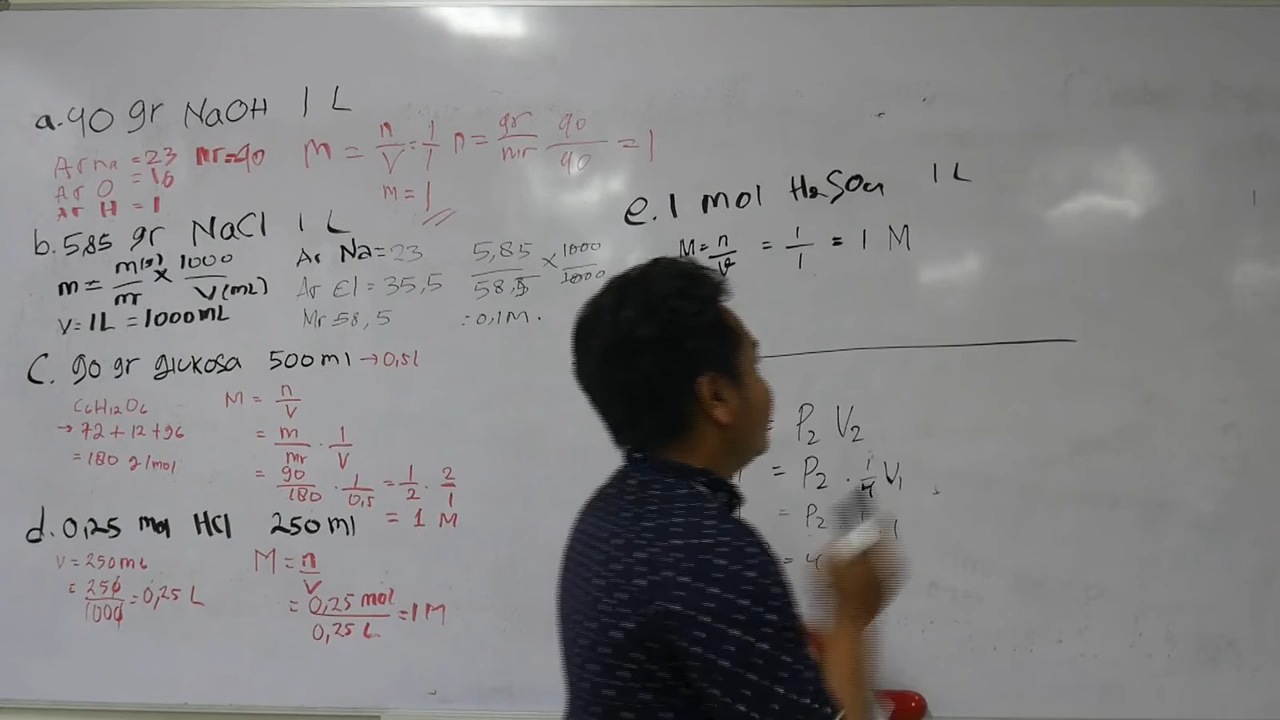 a. 40 gr NaOH 1 L
Ar Na = 23 mr = 40 M = n/V = 1/1 n = gr/mr 40/40 = 1
Ar O = 16
Ar H = 1 m = 1
b. 5,85 gr NaCl 1 L
m = m(g)/mr × 1000/V(mL) Ar Na = 23 5,85/58,5 × 1000/1000
Ar Cl = 35,5
V = 1L = 1000 mL Mr = 58,5 = 0,1 M.
C. 90 gr glukosa 500 ml → 0,5 l
C6H12O6 M = n/V
→ 72 + 12 + 96 = m/mr . 1/V
= 180 g/mol = 90/180 . 1/0,5 = 1/2 . 2/1
= 1 M
d. 0,25 mol HCl 250 ml
V = 250 mL M = n/V
= 250/1000 = 0,25 L = 0,25 mol/0,25 L = 1 M
e. 1 mol H2SO4 1 L
M = n/V = 1/1 = 1 M
= P2 V2
= P2 . 1/4 V1
= P2
= 4